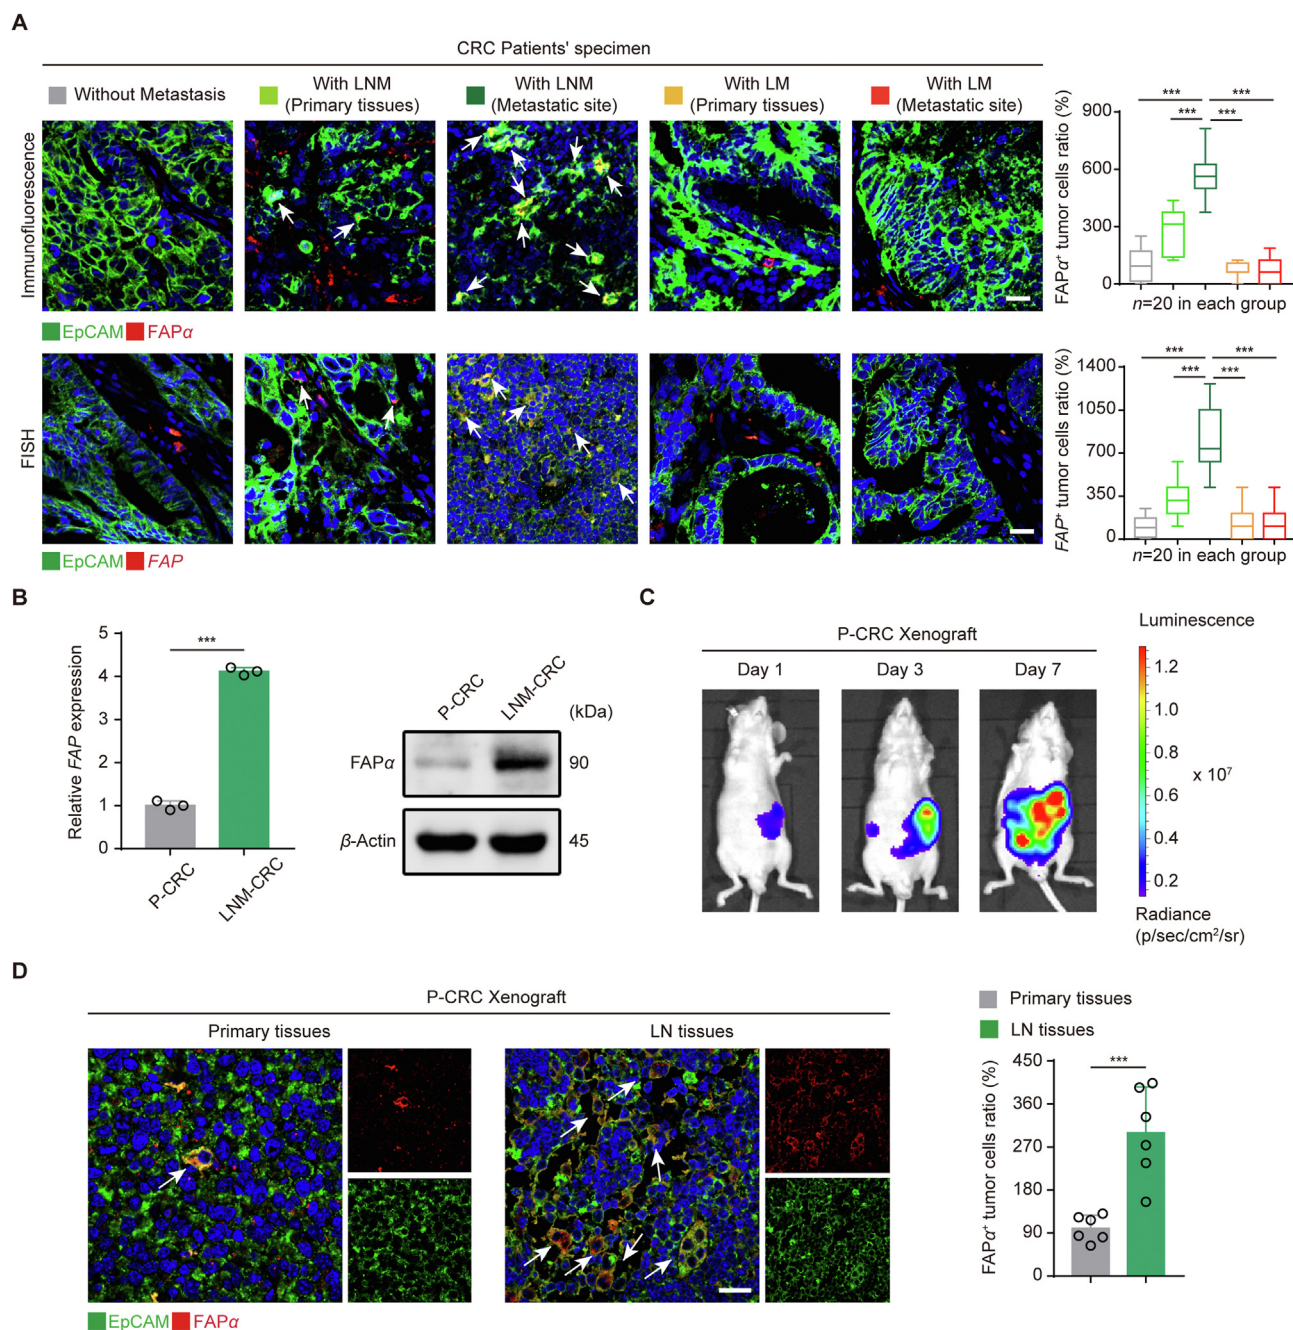 A
CRC Patients' specimen
Without Metastasis
With LNM
(Primary tissues)
With LNM
(Metastatic site)
With LM
(Primary tissues)
With LM
(Metastatic site)
Immunofluorescence
EpCAM FAPα
FAPα⁺ tumor cells ratio (%)
900
600
300
0
*** *** *** ***
n=20 in each group
FISH
EpCAM FAP
FAP⁺ tumor cells ratio (%)
1400
1050
700
350
0
*** *** *** ***
n=20 in each group
B
Relative FAP expression
5
4
3
2
1
0
***
P-CRC
LNM-CRC
P-CRC
LNM-CRC
(kDa)
FAPα
90
β-Actin
45
C
P-CRC Xenograft
Day 1
Day 3
Day 7
Luminescence
1.2
1.0
0.8
0.6
0.4
0.2
x 10⁷
Radiance
(p/sec/cm²/sr)
D
P-CRC Xenograft
Primary tissues
LN tissues
EpCAM FAPα
Primary tissues
LN tissues
FAPα⁺ tumor cells ratio (%)
450
360
270
180
90
0
***